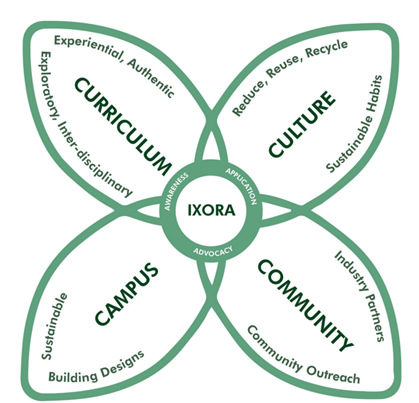 Experiential, Authentic
Exploratory, Inter-disciplinary
CURRICULUM
Reduce, Reuse, Recycle
Sustainable Habits
CULTURE
AWARENESS
APPLICATION
ADVOCACY
IXORA
CAMPUS
Sustainable
Building Designs
COMMUNITY
Industry Partners
Community Outreach